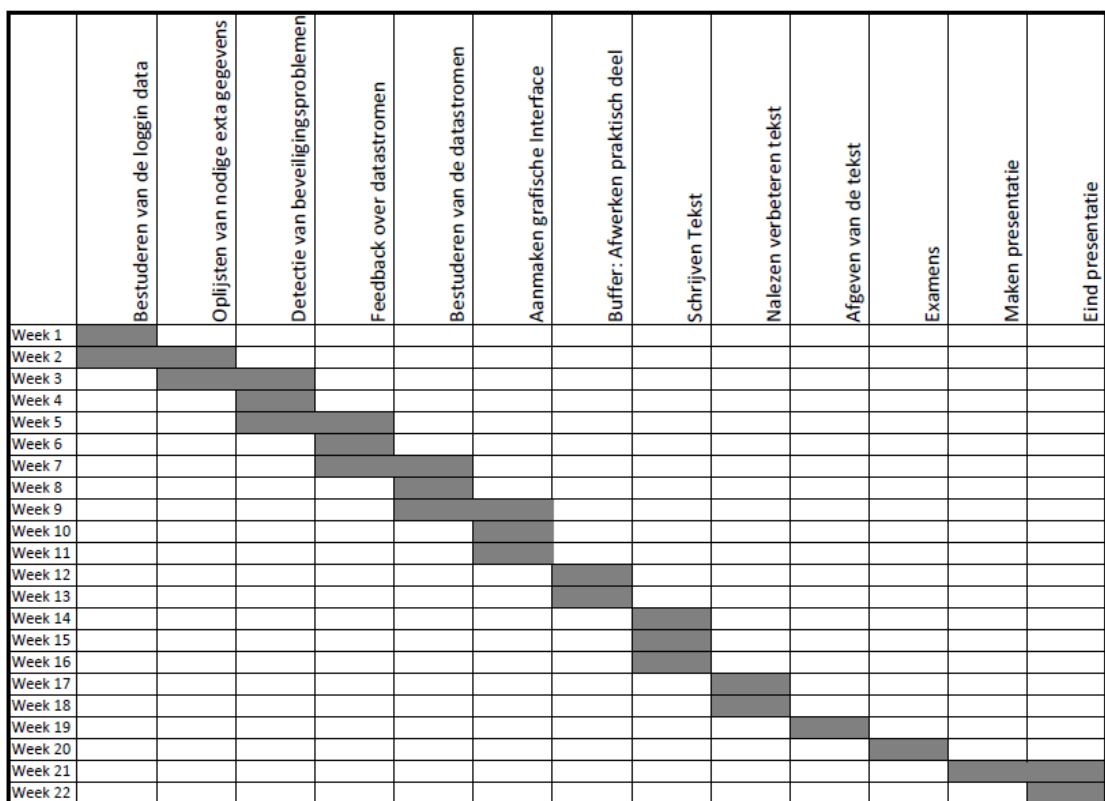 Bestuderen van de loggin data
Oplijsten van nodige exta gegevens
Detectie van beveiligingsproblemen
Feedback over datastromen
Bestuderen van de datastromen
Aanmaken grafische Interface
Buffer: Afwerken praktisch deel
Schrijven Tekst
Nalezen verbeteren tekst
Afgeven van de tekst
Examens
Maken presentatie
Eind presentatie
Week 1
Week 2
Week 3
Week 4
Week 5
Week 6
Week 7
Week 8
Week 9
Week 10
Week 11
Week 12
Week 13
Week 14
Week 15
Week 16
Week 17
Week 18
Week 19
Week 20
Week 21
Week 22